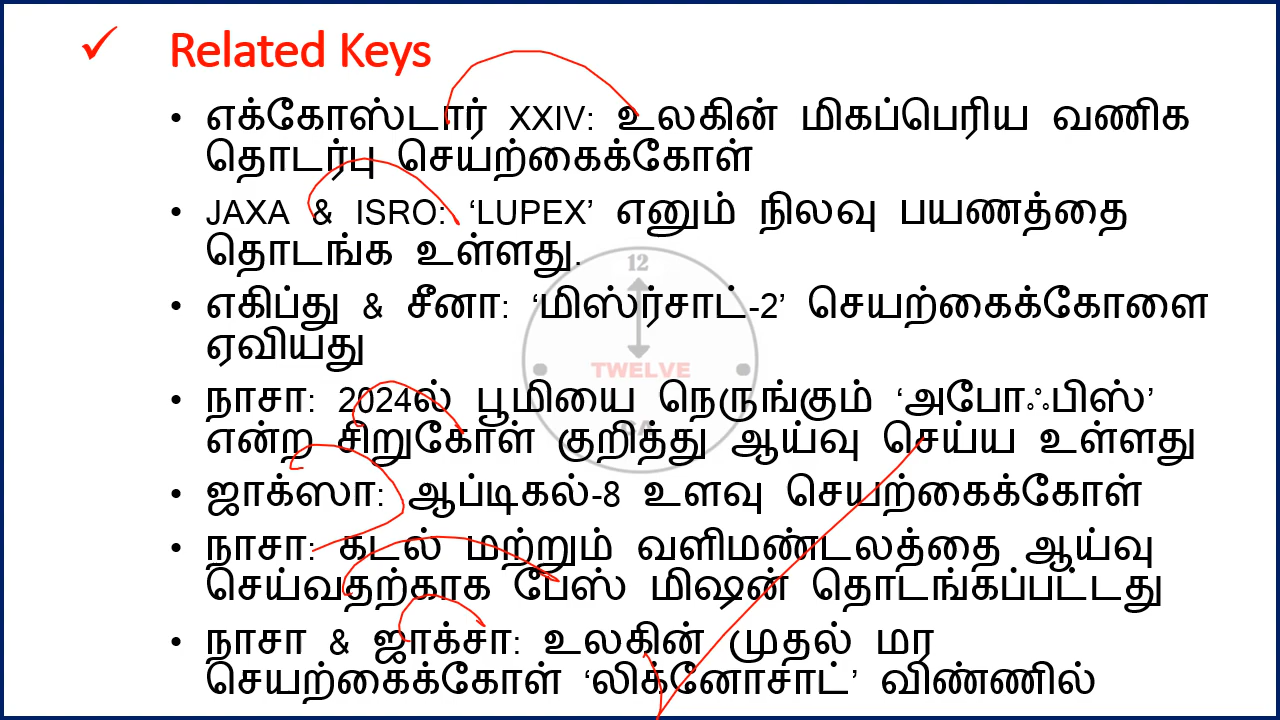 ✓ Related Keys
• எக்கோஸ்டார் XXIV: உலகின் மிகப்பெரிய வணிக
தொடர்பு செயற்கைக்கோள்
• JAXA & ISRO: ‘LUPEX’ எனும் நிலவு பயணத்தை
தொடங்க உள்ளது.
• எகிப்து & சீனா: ‘மிஸ்ர்சாட்-2’ செயற்கைக்கோளை
ஏவியது
• நாசா: 2024ல் பூமியை நெருங்கும் ‘அபோஃபிஸ்’
என்ற சிறுகோள் குறித்து ஆய்வு செய்ய உள்ளது
• ஜாக்ஸா: ஆப்டிகல்-8 உளவு செயற்கைக்கோள்
• நாசா: கடல் மற்றும் வளிமண்டலத்தை ஆய்வு
செய்வதற்காக பேஸ் மிஷன் தொடங்கப்பட்டது
• நாசா & ஜாக்சா: உலகின் முதல் மர
செயற்கைக்கோள் ‘லிக்னோசாட்’ விண்ணில்
12
TWELVE